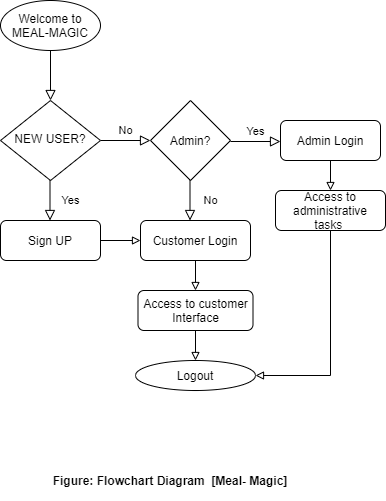 Welcome to
MEAL-MAGIC
NEW USER?
No
Admin?
Yes
Admin Login
Yes
No
Access to
administrative
tasks
Sign UP
Customer Login
Access to customer
Interface
Logout
Figure: Flowchart Diagram [Meal- Magic]